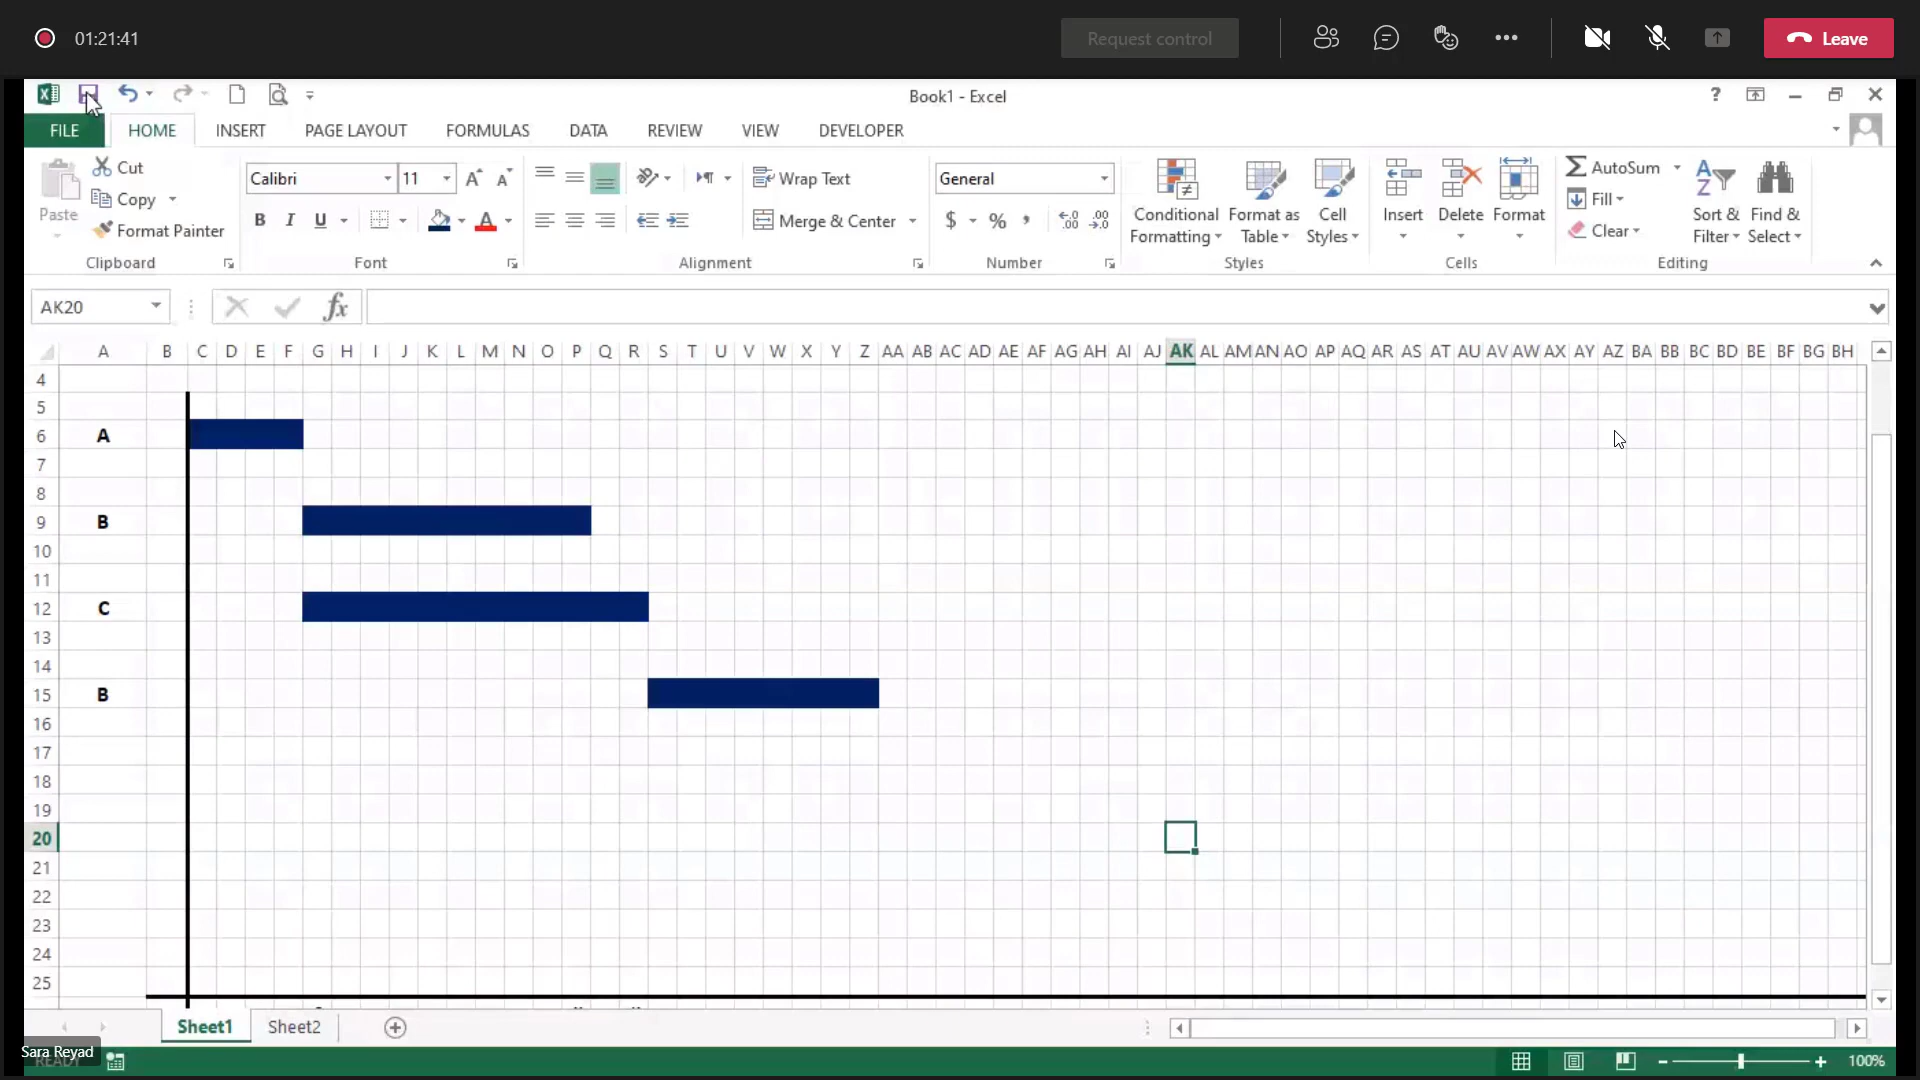 01:21:41
Request control
Leave
Book1 - Excel
?
FILE HOME INSERT PAGE LAYOUT FORMULAS DATA REVIEW VIEW DEVELOPER
Paste
Cut
Copy
Format Painter
Clipboard
Calibri 11
B I U
Font
Wrap Text
Merge & Center
Alignment
General
$ % ,
Number
Conditional Formatting
Format as Table
Cell Styles
Styles
Insert Delete Format
Cells
AutoSum
Fill
Clear
Sort & Filter
Find & Select
Editing
AK20
fx
A B C D E F G H I J K L M N O P Q R S T U V W X Y Z AA AB AC AD AE AF AG AH AI AJ AK AL AM AN AO AP AQ AR AS AT AU AV AW AX AY AZ BA BB BC BD BE BF BG BH
4
5
6 A
7
8
9 B
10
11
12 C
13
14
15 B
16
17
18
19
20
21
22
23
24
25
Sheet1 Sheet2
Sara Reyad
READY
100%